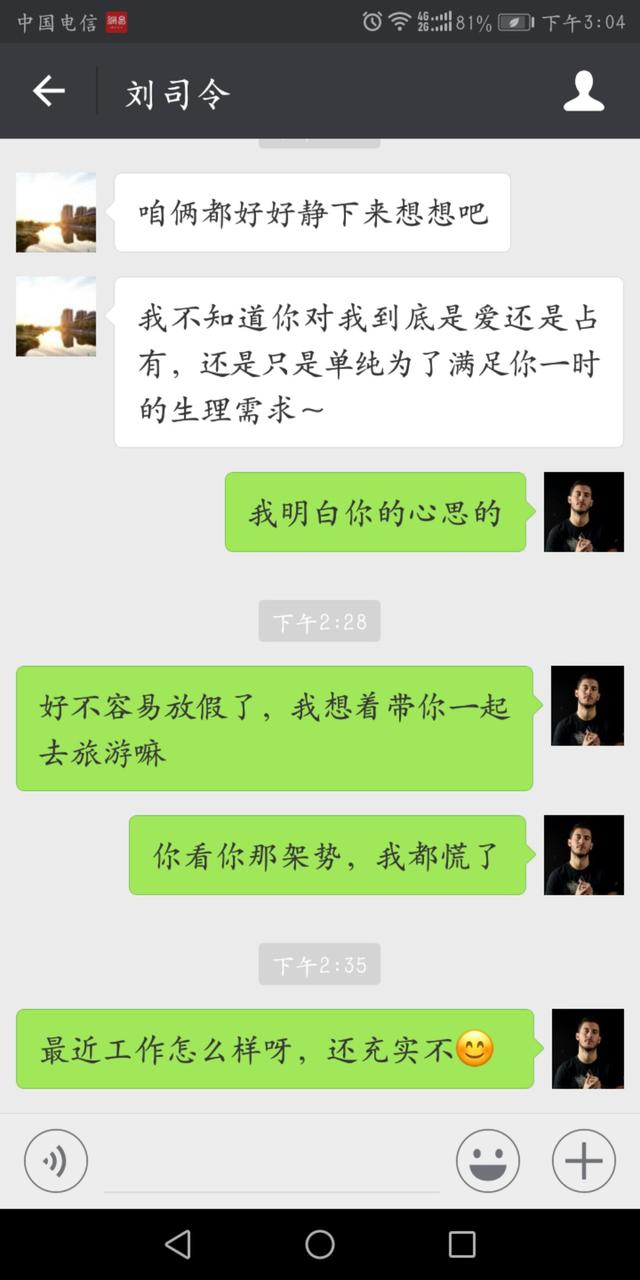 中国电信
81%
下午3:04
刘司令
咱俩都好好静下来想想吧
我不知道你对我到底是爱还是占
有，还是只是单纯为了满足你一时
的生理需求～
我明白你的心思的
下午2:28
好不容易放假了，我想着带你一起
去旅游嘛
你看你那架势，我都慌了
下午2:35
最近工作怎么样呀，还充实不😊